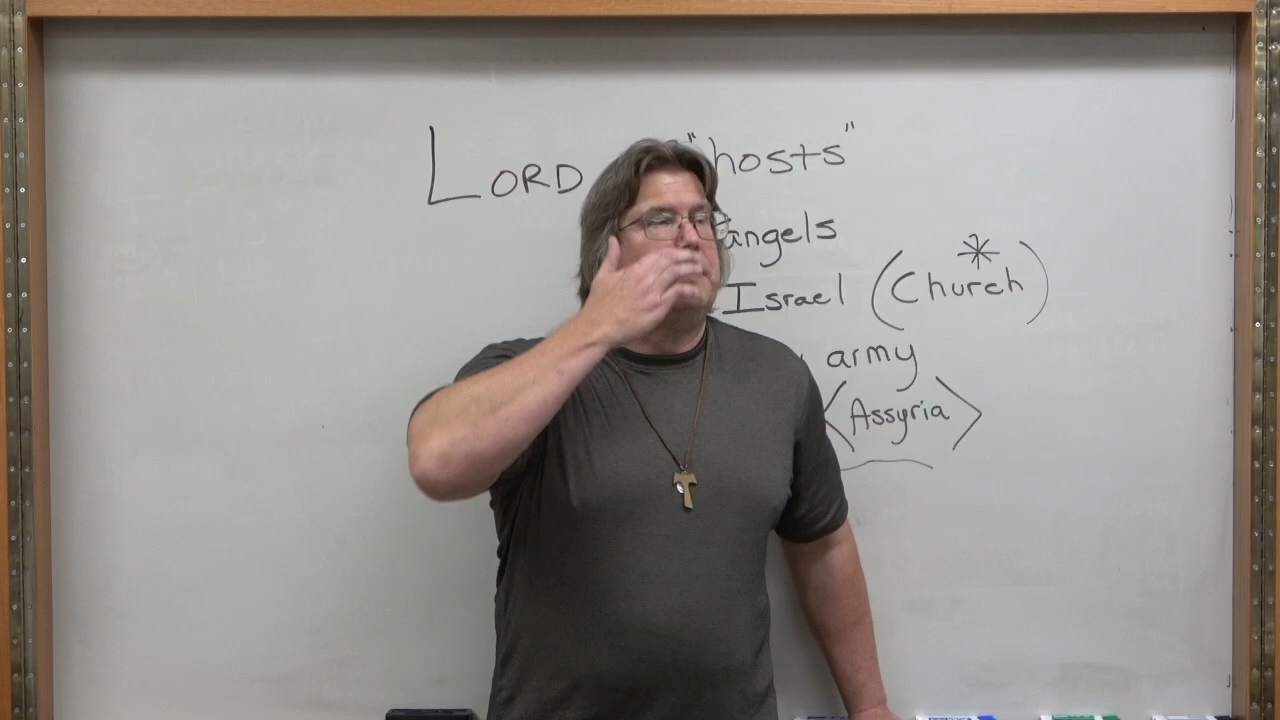 LORD "hosts"
angels
Israel (Church*)
army
<Assyria>